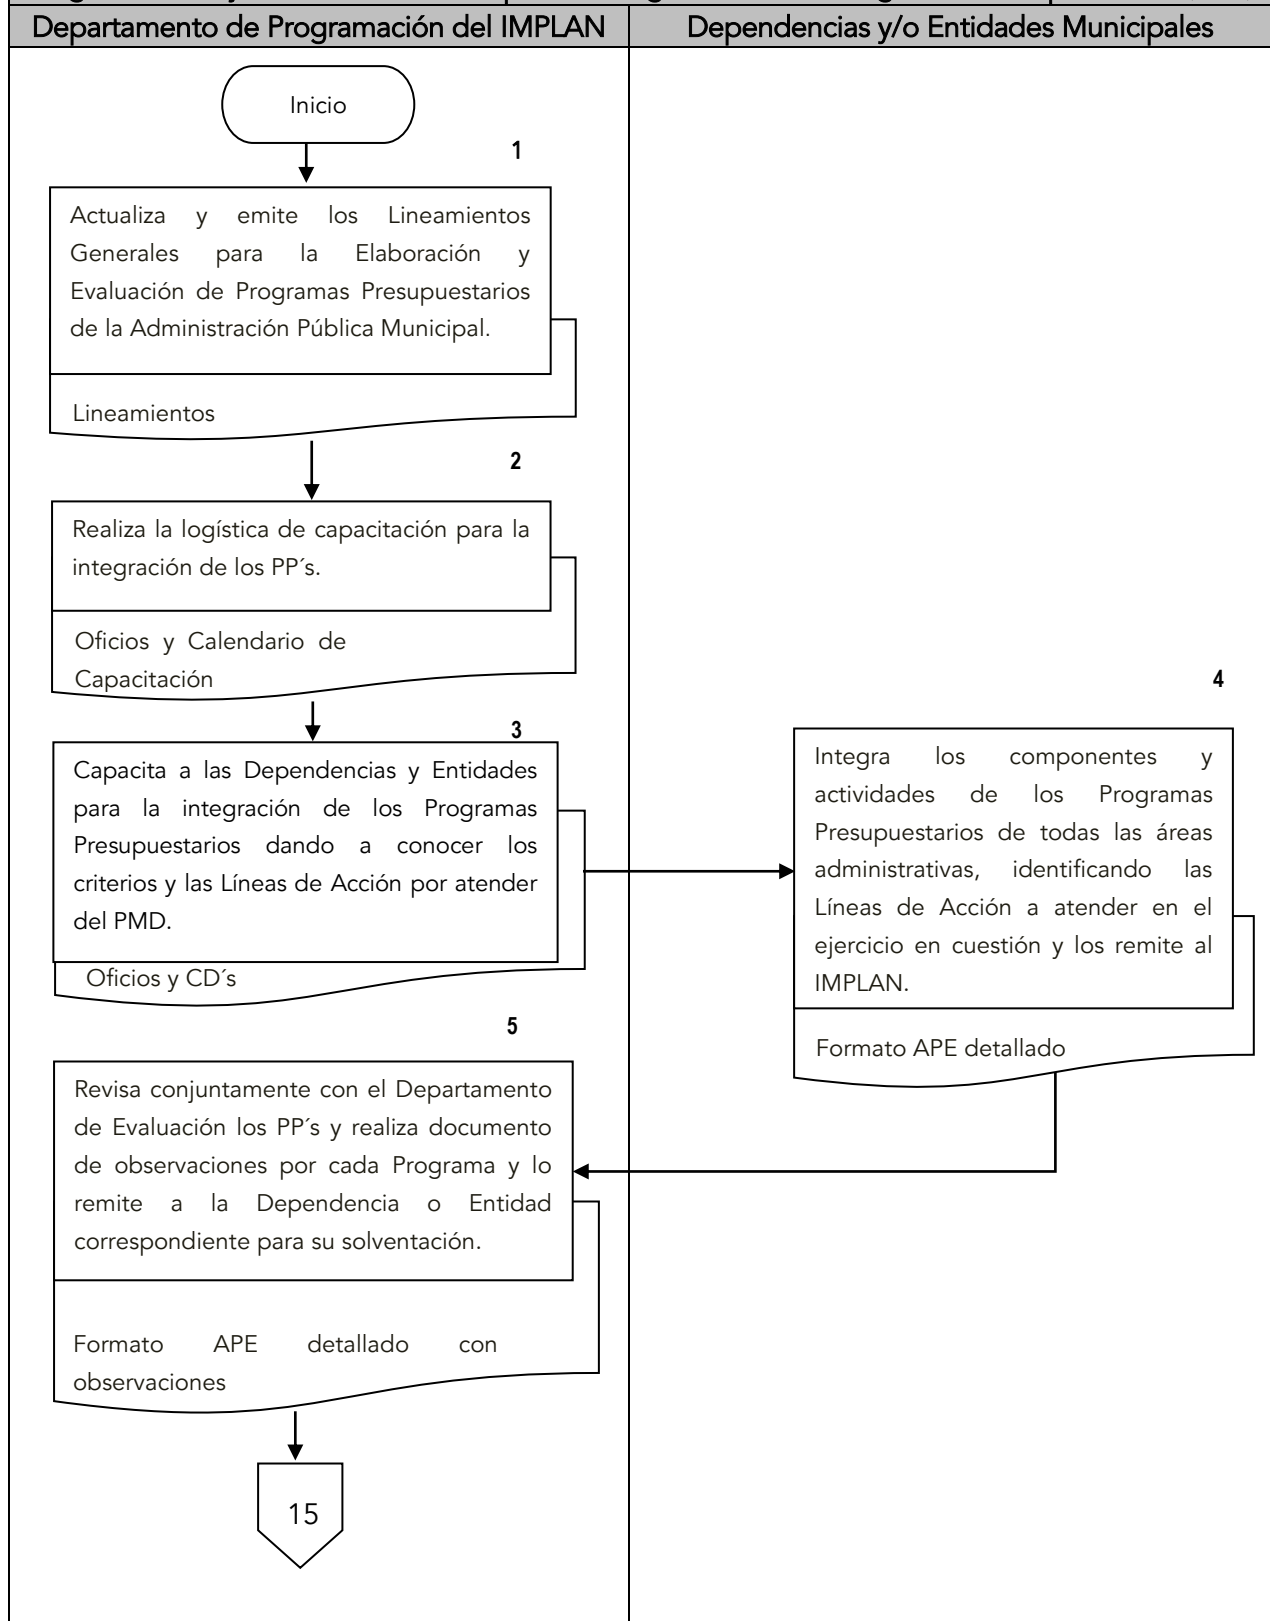 Departamento de Programación del IMPLAN
Dependencias y/o Entidades Municipales
Inicio
1
Actualiza y emite los Lineamientos
Generales para la Elaboración y
Evaluación de Programas Presupuestarios
de la Administración Pública Municipal.
Lineamientos
2
Realiza la logística de capacitación para la
integración de los PP´s.
Oficios y Calendario de
Capacitación
3
Capacita a las Dependencias y Entidades
para la integración de los Programas
Presupuestarios dando a conocer los
criterios y las Líneas de Acción por atender
del PMD.
Oficios y CD´s
4
Integra los componentes y
actividades de los Programas
Presupuestarios de todas las áreas
administrativas, identificando las
Líneas de Acción a atender en el
ejercicio en cuestión y los remite al
IMPLAN.
Formato APE detallado
5
Revisa conjuntamente con el Departamento
de Evaluación los PP´s y realiza documento
de observaciones por cada Programa y lo
remite a la Dependencia o Entidad
correspondiente para su solventación.
Formato APE detallado con
observaciones
15